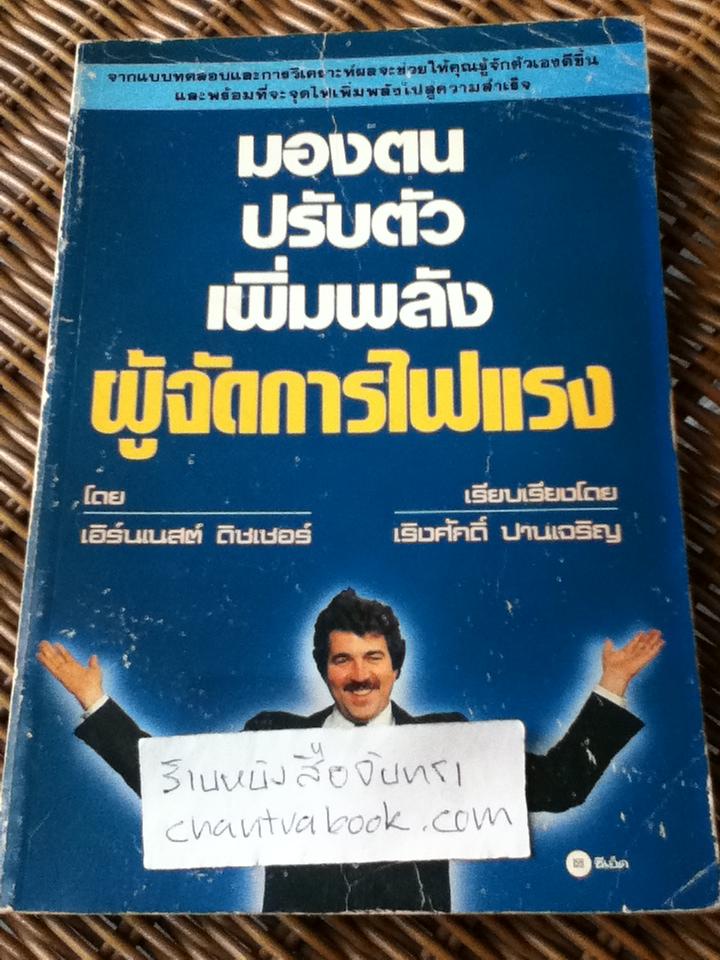 จากแบบทดสอบและการวิเคราะห์ผลจะช่วยให้คุณรู้จักตัวเองดีขึ้น
และพร้อมที่จะจุดไฟเพิ่มพลังไปสู่ความสำเร็จ
มองตน
ปรับตัว
เพิ่มพลัง
ผู้จัดการไฟแรง
โดย
เอิร์นเนสต์ ดิชเชอร์
เรียบเรียงโดย
เริงศักดิ์ ปานเจริญ
ร้านหนังสือจันทรา
chantrabook.com
ซีเอ็ด